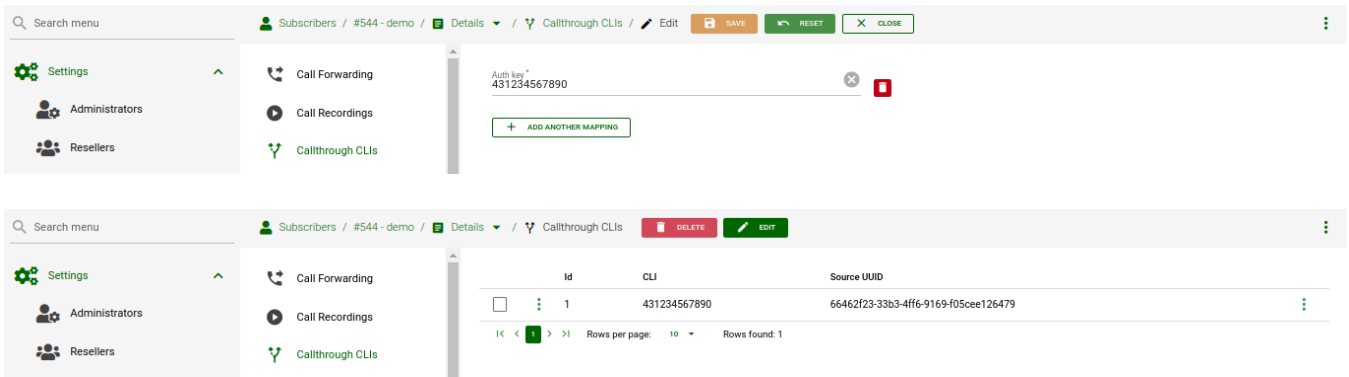 Search menu
Subscribers / #544 - demo / Details / Callthrough CLIs / Edit SAVE RESET CLOSE
Settings
Administrators
Resellers
Call Forwarding
Call Recordings
Callthrough CLIs
Auth key *
431234567890
ADD ANOTHER MAPPING
Search menu
Subscribers / #544 - demo / Details / Callthrough CLIs DELETE EDIT
Settings
Administrators
Resellers
Call Forwarding
Call Recordings
Callthrough CLIs
Id CLI Source UUID
1 431234567890 66462f23-33b3-4ff6-9169-f05cee126479
1 Rows per page: 10 Rows found: 1